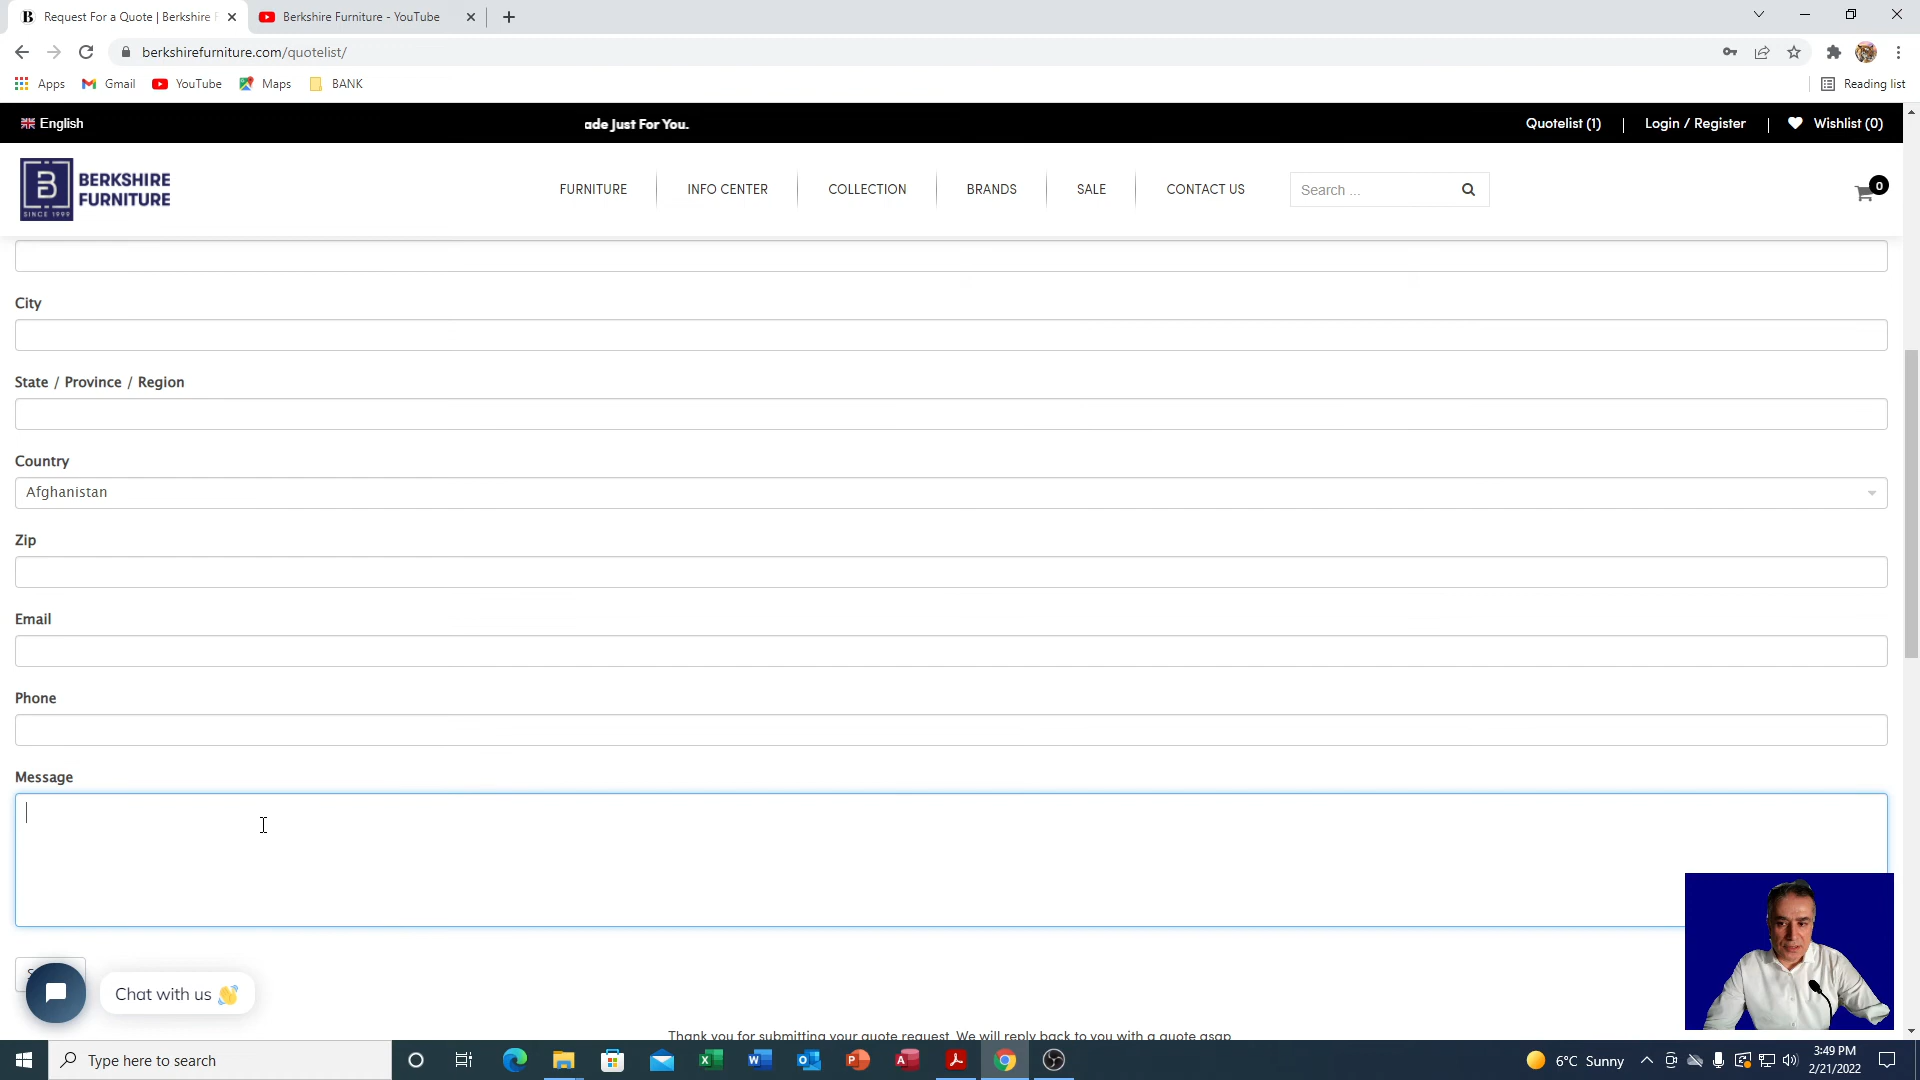 Request For a Quote | Berkshire F
Berkshire Furniture - YouTube
berkshirefurniture.com/quotelist/
Apps
Gmail
YouTube
Maps
BANK
Reading list
English
ade Just For You.
Quotelist (1)
Login / Register
Wishlist (0)
B
SINCE 1999
BERKSHIRE
FURNITURE
FURNITURE
INFO CENTER
COLLECTION
BRANDS
SALE
CONTACT US
Search ...
0
City
State / Province / Region
Country
Afghanistan
Zip
Email
Phone
Message
Chat with us 👋
Thank you for submitting your quote request. We will reply back to you with a quote asap
Type here to search
6°C Sunny
3:49 PM
2/21/2022